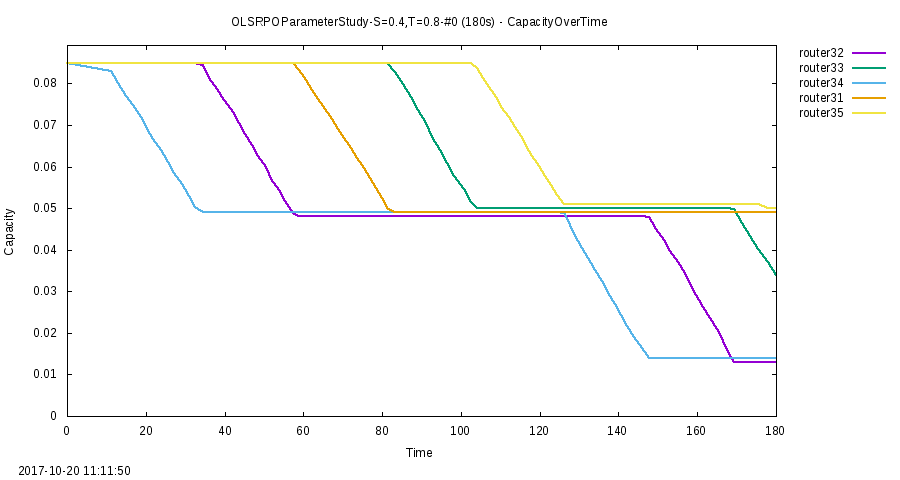 OLSRPOParameterStudy-S=0.4,T=0.8-#0 (180s) - CapacityOverTime
router32
router33
router34
router31
router35
0.08
0.07
0.06
0.05
0.04
0.03
0.02
0.01
0
Capacity
0 20 40 60 80 100 120 140 160 180
Time
2017-10-20 11:11:50